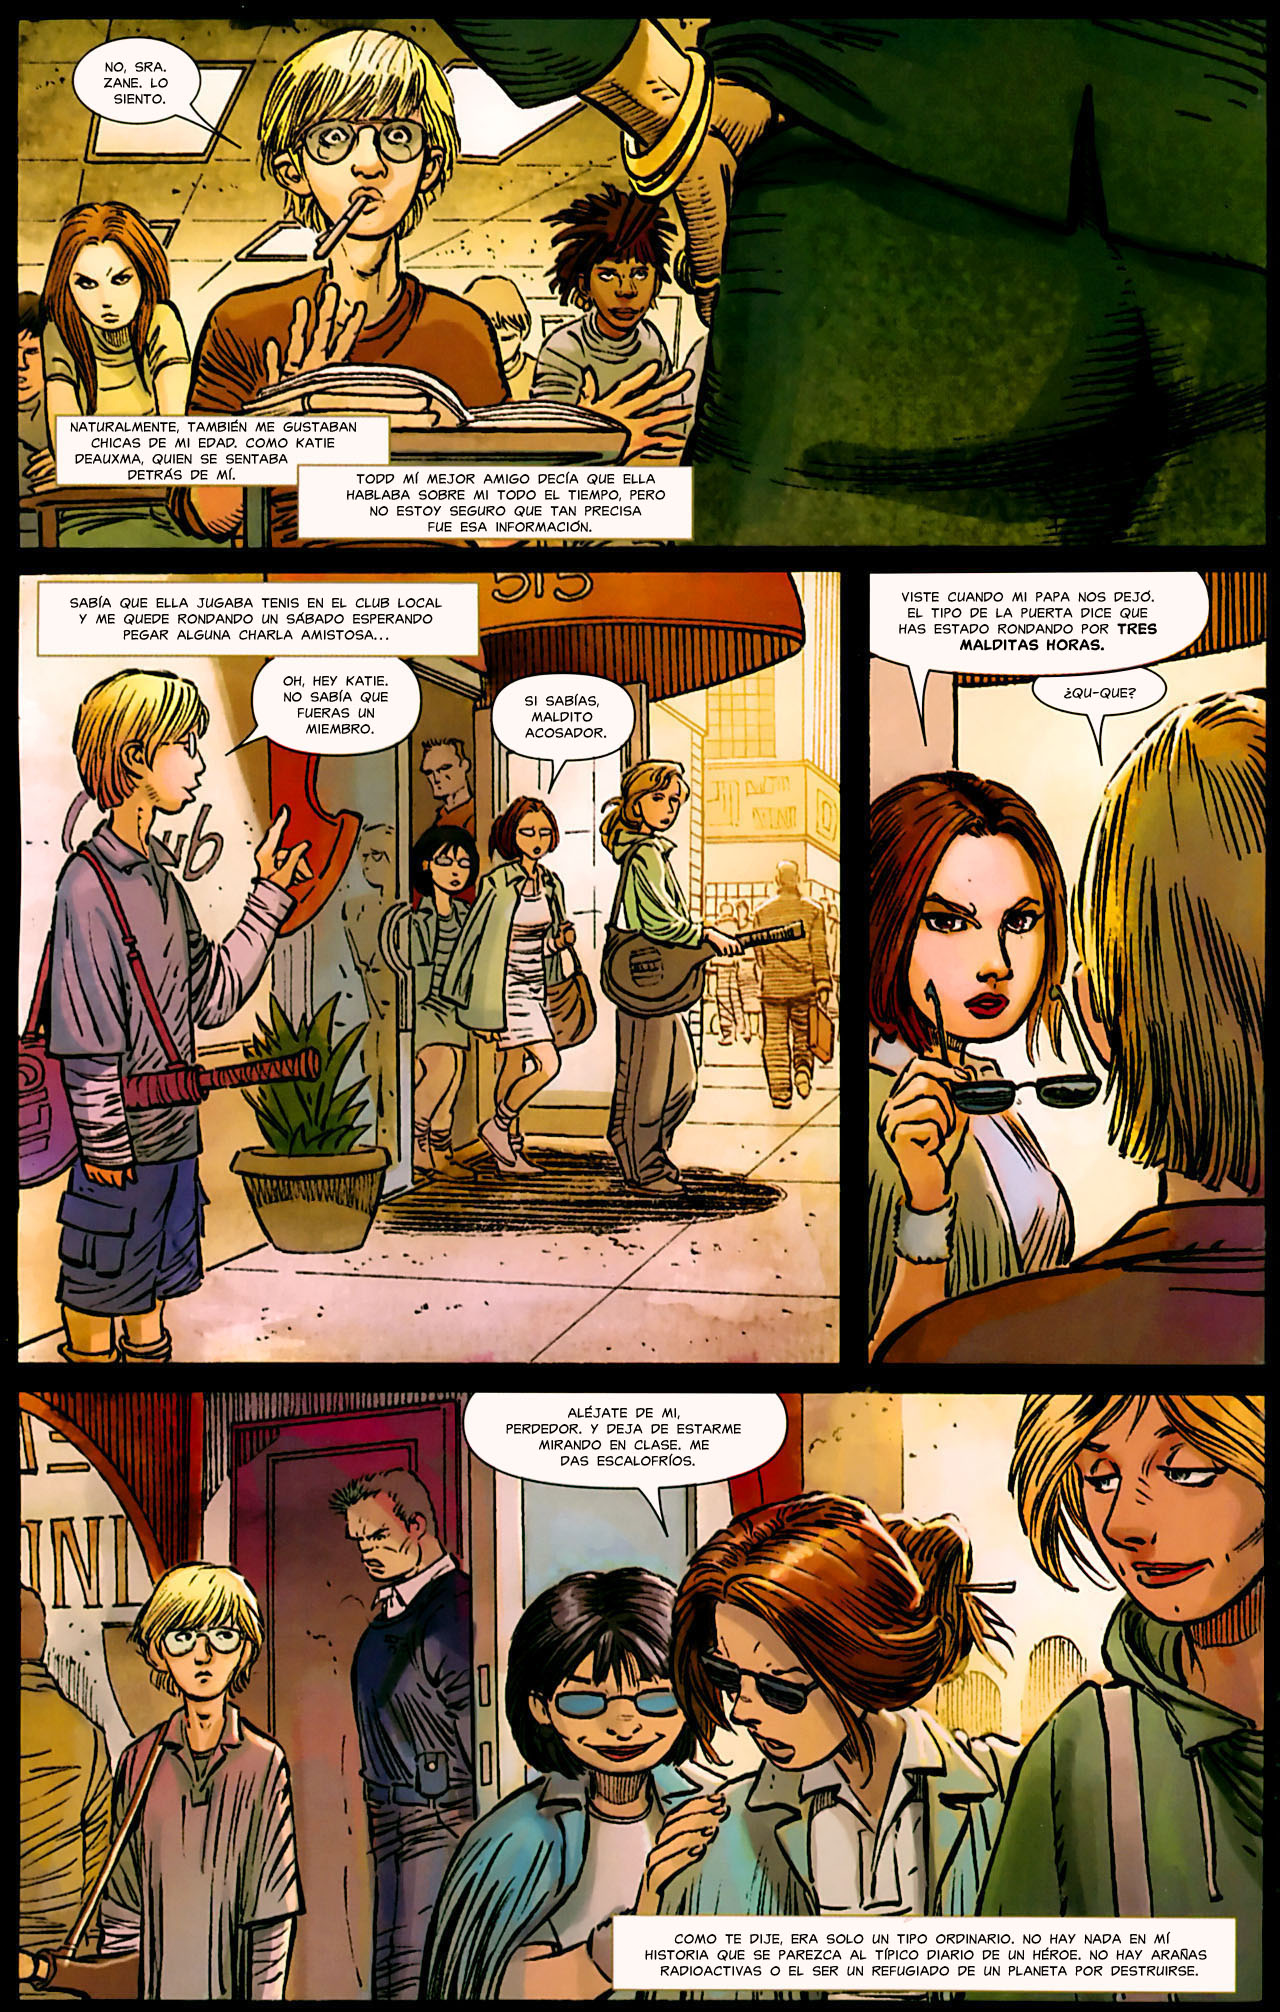 NO, SRA.
ZANE. LO
SIENTO.
NATURALMENTE, TAMBIÉN ME GUSTABAN
CHICAS DE MI EDAD. COMO KATIE
DEAUXMA, QUIEN SE SENTABA
DETRÁS DE MÍ.
TODD MÍ MEJOR AMIGO DECÍA QUE ELLA
HABLABA SOBRE MI TODO EL TIEMPO, PERO
NO ESTOY SEGURO QUE TAN PRECISA
FUE ESA INFORMACIÓN.
513
SABÍA QUE ELLA JUGABA TENIS EN EL CLUB LOCAL
Y ME QUEDE RONDANDO UN SÁBADO ESPERANDO
PEGAR ALGUNA CHARLA AMISTOSA...
OH, HEY KATIE.
NO SABÍA QUE
FUERAS UN
MIEMBRO.
SI SABÍAS,
MALDITO
ACOSADOR.
VISTE CUANDO MI PAPA NOS DEJÓ.
EL TIPO DE LA PUERTA DICE QUE
HAS ESTADO RONDANDO POR TRES
MALDITAS HORAS.
¿QU-QUE?
ALÉJATE DE MI,
PERDEDOR. Y DEJA DE ESTARME
MIRANDO EN CLASE. ME
DAS ESCALOFRÍOS.
COMO TE DIJE, ERA SOLO UN TIPO ORDINARIO. NO HAY NADA EN MÍ
HISTORIA QUE SE PAREZCA AL TÍPICO DIARIO DE UN HÉROE. NO HAY ARAÑAS
RADIOACTIVAS O EL SER UN REFUGIADO DE UN PLANETA POR DESTRUIRSE.